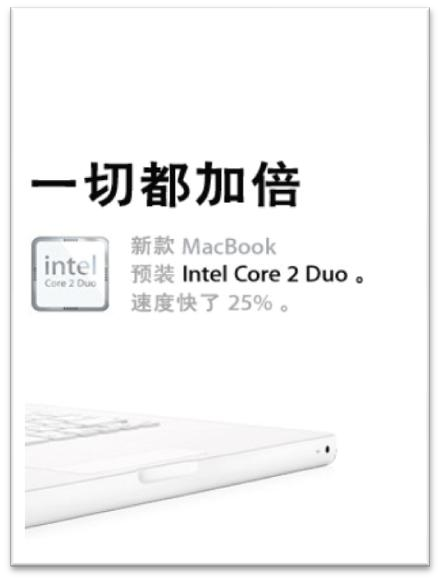 一切都加倍
intel
Core 2 Duo
新款 MacBook
预装 Intel Core 2 Duo 。
速度快了 25% 。